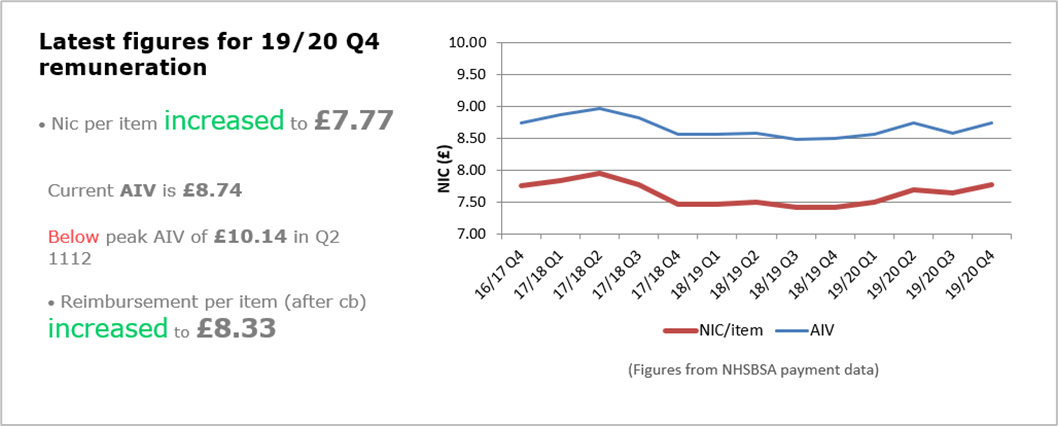 Latest figures for 19/20 Q4
remuneration
• Nic per item increased to £7.77
Current AIV is £8.74
Below peak AIV of £10.14 in Q2
1112
• Reimbursement per item (after cb)
increased to £8.33
10.00
9.50
9.00
8.50
8.00
7.50
7.00
NIC (£)
16/17 Q4
17/18 Q1
17/18 Q2
17/18 Q3
17/18 Q4
18/19 Q1
18/19 Q2
18/19 Q3
18/19 Q4
19/20 Q1
19/20 Q2
19/20 Q3
19/20 Q4
NIC/item
AIV
(Figures from NHSBSA payment data)